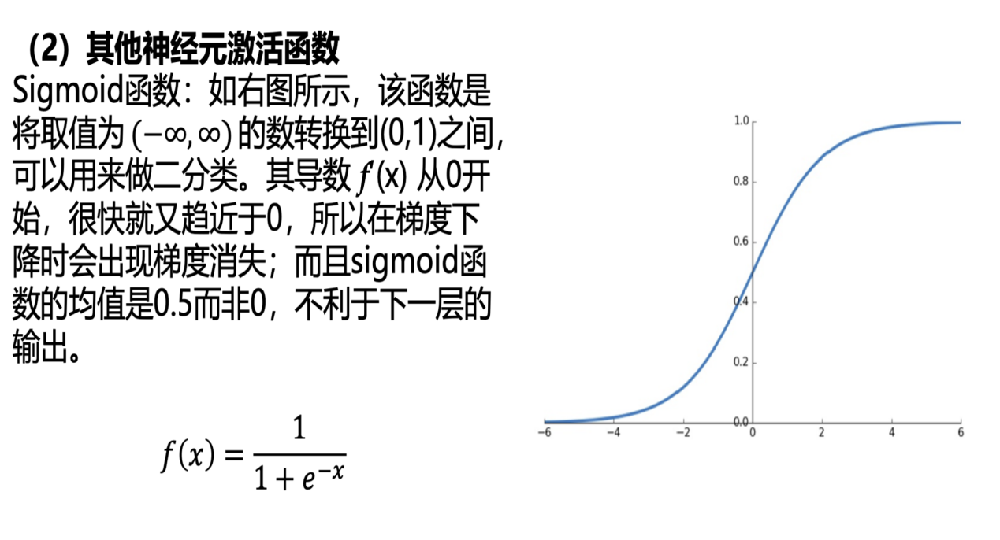 (2) 其他神经元激活函数
Sigmoid函数：如右图所示，该函数是
将取值为 (−∞, ∞) 的数转换到(0,1)之间，
可以用来做二分类。其导数 f'(x) 从0开
始，很快就又趋近于0，所以在梯度下
降时会出现梯度消失；而且sigmoid函
数的均值是0.5而非0，不利于下一层的
输出。
f(x) = 1 / (1 + e^{−x})
1.0
0.8
0.6
0.4
0.2
0.0
−6 −4 −2 0 2 4 6